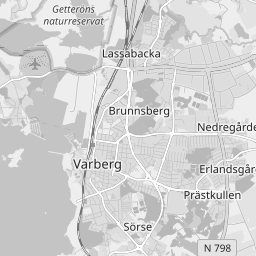 Getteröns
naturreservat
Lassabacka
Brunnsberg
Nedregårde
Varberg
Erlandsgår
Prästkullen
Sörse
N 798